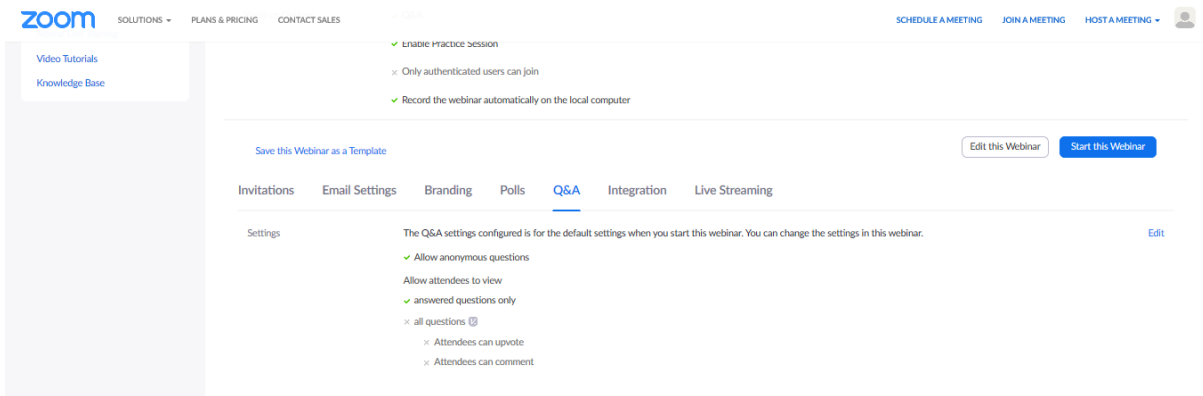 zoom SOLUTIONS PLANS & PRICING CONTACT SALES SCHEDULE A MEETING JOIN A MEETING HOST A MEETING
Enable Practice Session
Video Tutorials
Only authenticated users can join
Knowledge Base
Record the webinar automatically on the local computer
Save this Webinar as a Template Edit this Webinar Start this Webinar
Invitations Email Settings Branding Polls Q&A Integration Live Streaming
Settings The Q&A settings configured is for the default settings when you start this webinar. You can change the settings in this webinar. Edit
Allow anonymous questions
Allow attendees to view
answered questions only
all questions
Attendees can upvote
Attendees can comment